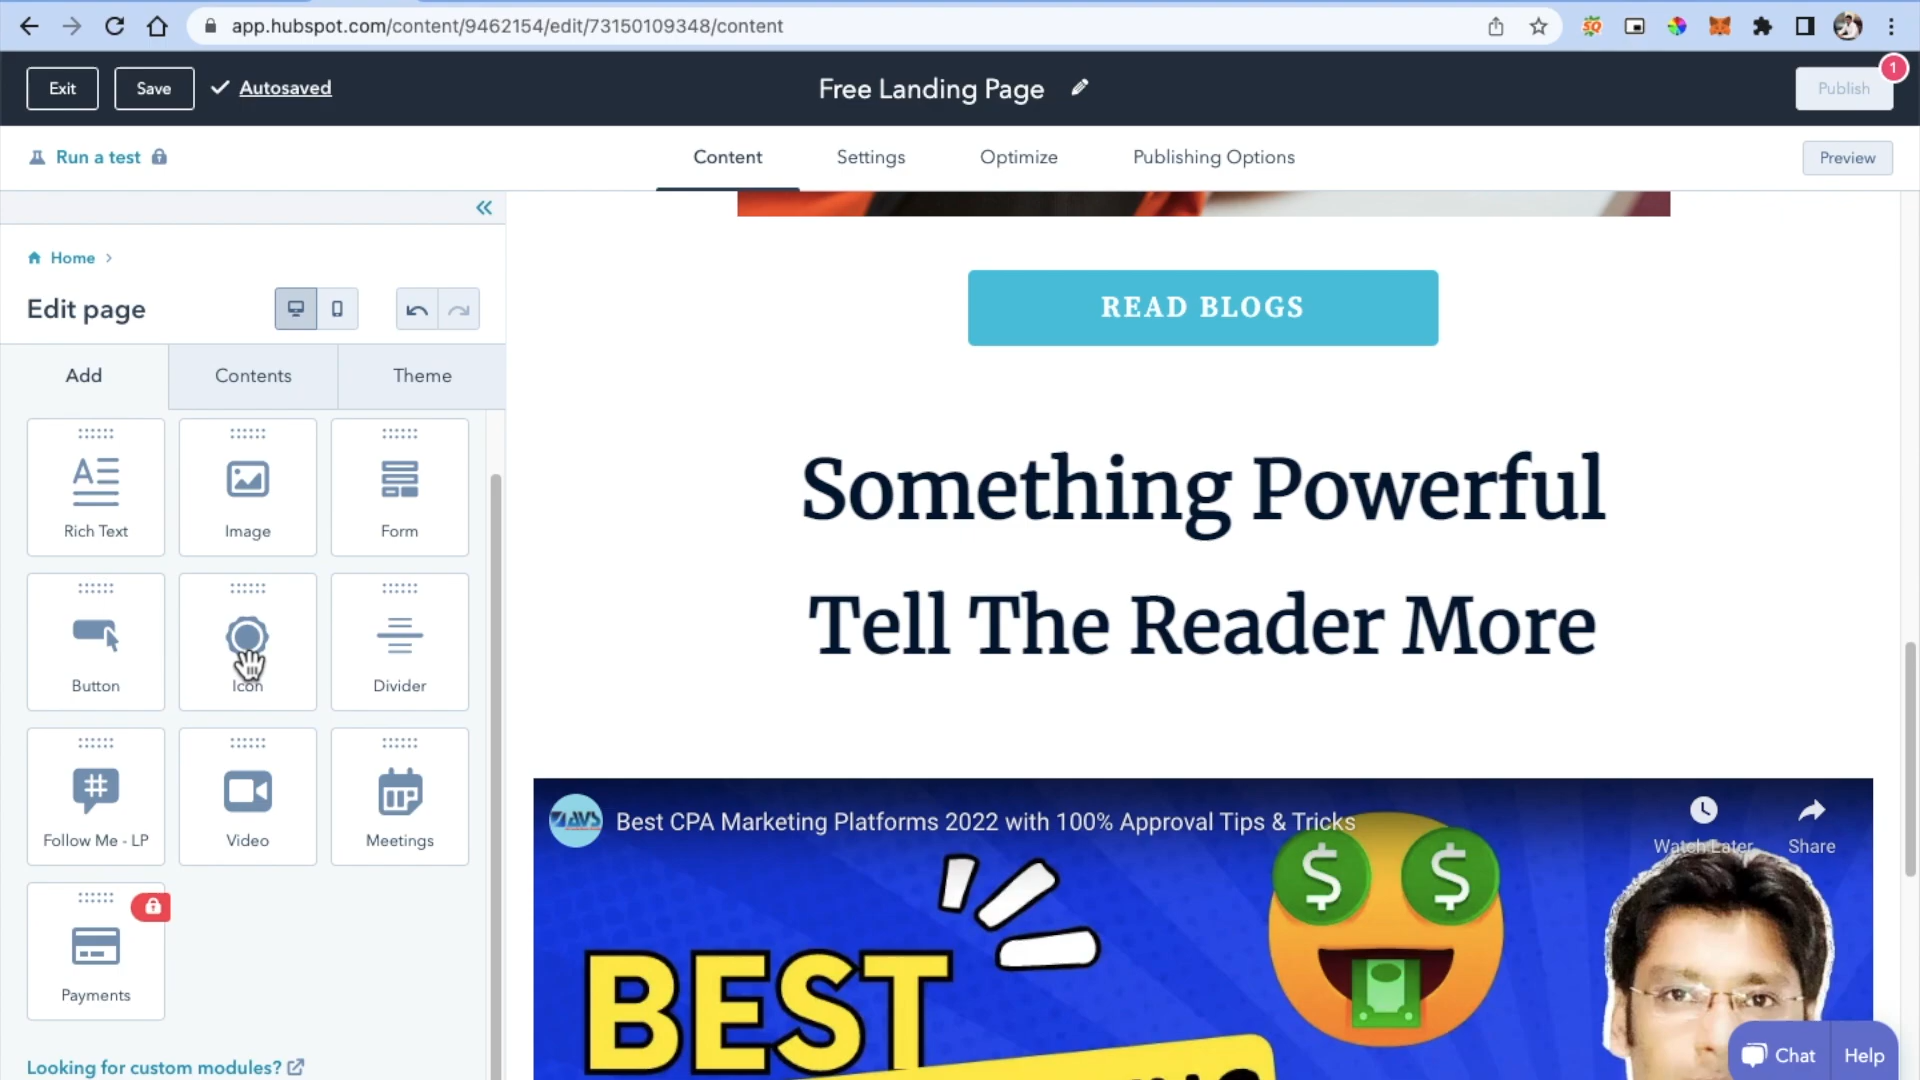 app.hubspot.com/content/9462154/edit/73150109348/content
SQ
Exit
Save
Autosaved
Free Landing Page
Publish
1
Run a test
Content
Settings
Optimize
Publishing Options
Preview
Home
Edit page
Add
Contents
Theme
Rich Text
Image
Form
Button
Icon
Divider
Follow Me - LP
Video
Meetings
Payments
Looking for custom modules?
READ BLOGS
Something Powerful
Tell The Reader More
AVS
Best CPA Marketing Platforms 2022 with 100% Approval Tips & Tricks
Watch Later
Share
BEST
Chat
Help